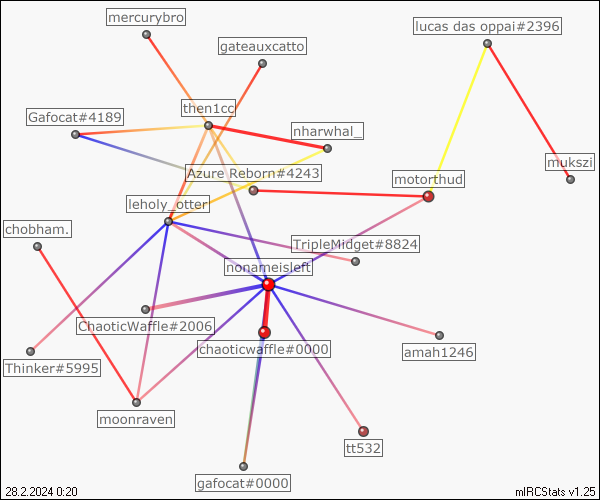 mercurybro
lucas das oppai#2396
gateauxcatto
then1cc
Gafocat#4189
nharwhal_
mukszi
Azure Reborn#4243
motorthud
leholy_otter
chobham.
TripleMidget#8824
nonameisleft
ChaoticWaffle#2006
chaoticwaffle#0000
amah1246
Thinker#5995
moonraven
tt532
gafocat#0000
28.2.2024 0:20
mIRCStats v1.25